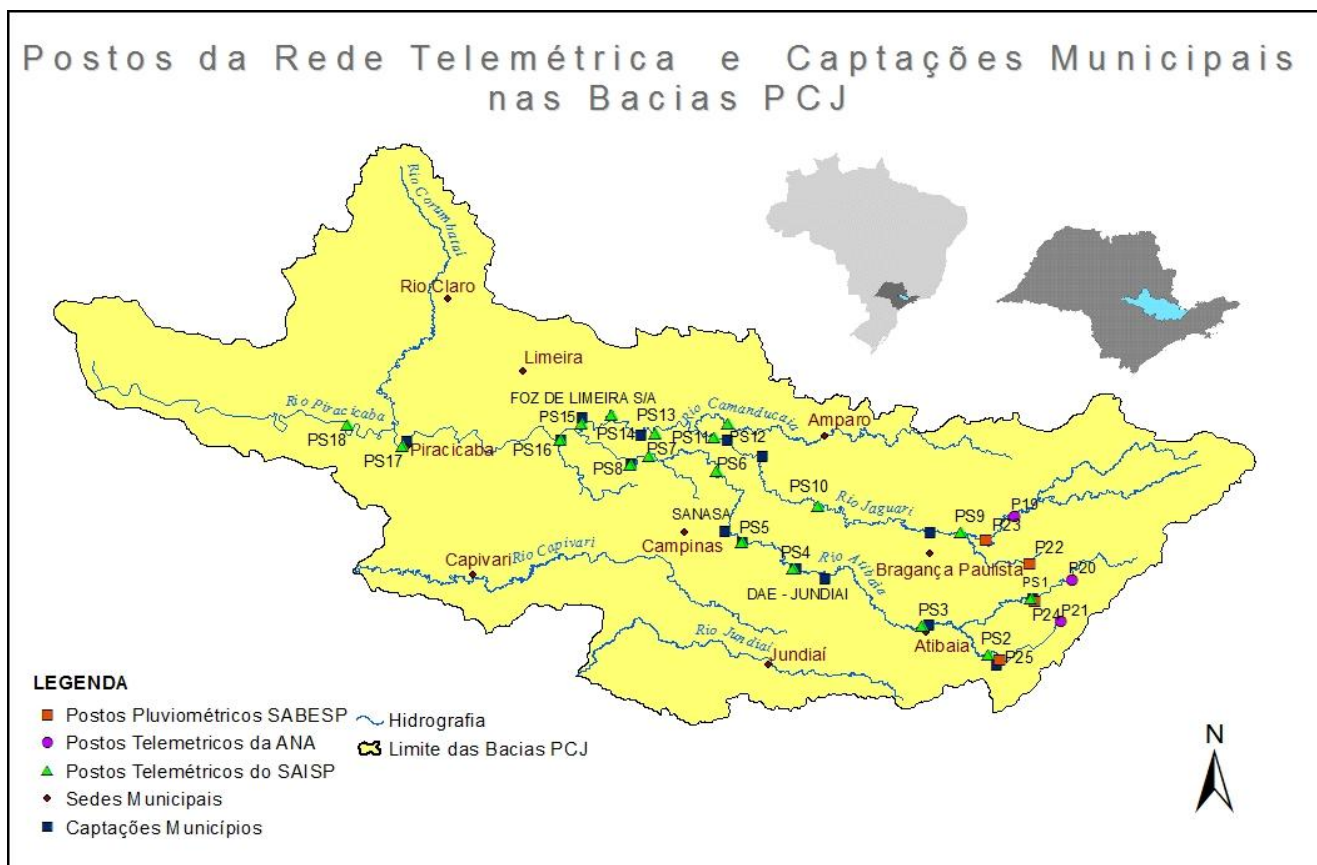 Postos da Rede Telemétrica e Captações Municipais
nas Bacias PCJ
Rio Corumbataí
Rio Claro
Limeira
FOZ DE LIMEIRA S/A
Rio Piracicaba
PS18
PS17
Piracicaba
PS16
PS15
PS14
PS13
Rio Camanducaia
PS11
PS12
Amparo
PS8
PS7
PS6
PS10
Rio Jaguari
PS9
P19
P23
P22
SANASA
PS5
Campinas
PS4
Rio Atibaia
DAE - JUNDIAI
Bragança Paulista
P20
PS1
P24
P21
Capivari
Rio Capivari
PS3
Atibaia
PS2
P25
Rio Jundiaí
Jundiaí
LEGENDA
Postos Pluviométricos SABESP
Postos Telemetricos da ANA
Postos Telemétricos do SAISP
Sedes Municipais
Captações Municípios
Hidrografia
Limite das Bacias PCJ
N